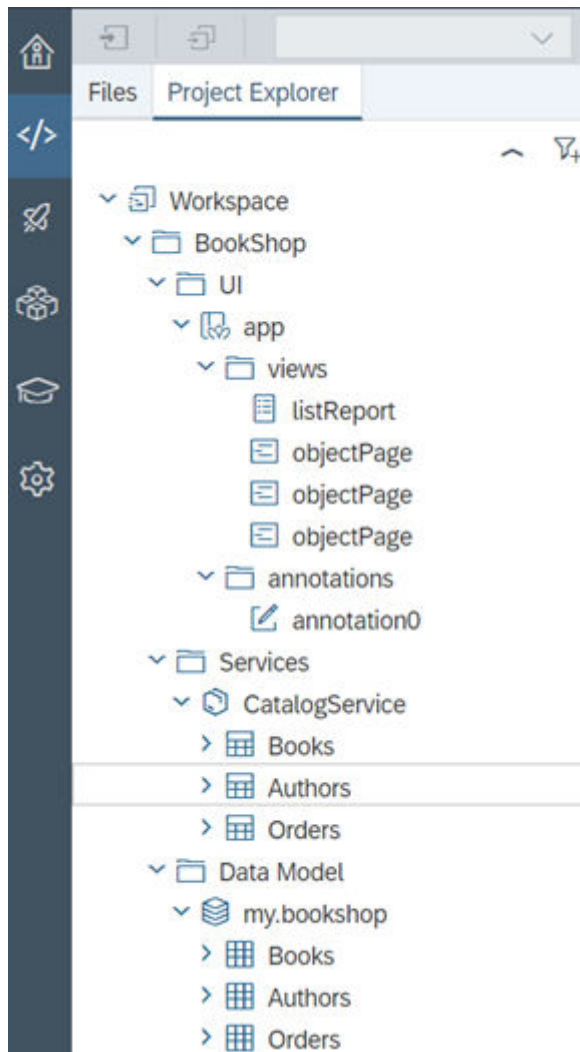 Files Project Explorer
</>
Workspace
BookShop
UI
app
views
listReport
objectPage
objectPage
objectPage
annotations
annotation0
Services
CatalogService
Books
Authors
Orders
Data Model
my.bookshop
Books
Authors
Orders